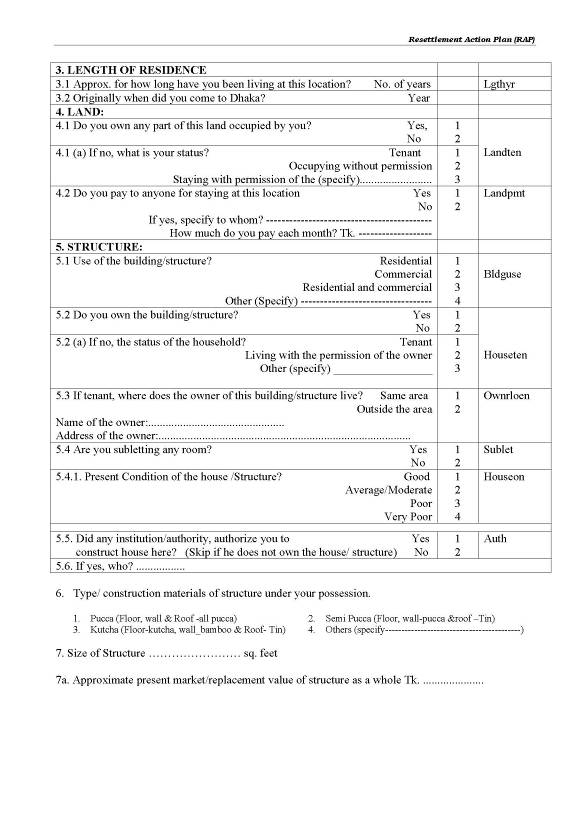 Resettlement Action Plan (RAP)
3. LENGTH OF RESIDENCE
3.1 Approx. for how long have you been living at this location? No. of years Lgthyr
3.2 Originally when did you come to Dhaka? Year
4. LAND:
4.1 Do you own any part of this land occupied by you? Yes, 1
No 2
4.1 (a) If no, what is your status? Tenant 1 Landten
Occupying without permission 2
Staying with permission of the (specify)........................ 3
4.2 Do you pay to anyone for staying at this location Yes 1 Landpmt
No 2
If yes, specify to whom? -------------------------------------------
How much do you pay each month? Tk. -------------------
5. STRUCTURE:
5.1 Use of the building/structure? Residential 1
Commercial 2 Bldguse
Residential and commercial 3
Other (Specify) ---------------------------------- 4
5.2 Do you own the building/structure? Yes 1
No 2
5.2 (a) If no, the status of the household? Tenant 1
Living with the permission of the owner 2 Houseten
Other (specify) __________________ 3
5.3 If tenant, where does the owner of this building/structure live? Same area 1 Ownrloen
Outside the area 2
Name of the owner:..............................................
Address of the owner:.....................................................................................
5.4 Are you subletting any room? Yes 1 Sublet
No 2
5.4.1. Present Condition of the house /Structure? Good 1 Houseon
Average/Moderate 2
Poor 3
Very Poor 4
5.5. Did any institution/authority, authorize you to Yes 1 Auth
construct house here? (Skip if he does not own the house/ structure) No 2
5.6. If yes, who? .................
6. Type/ construction materials of structure under your possession.
1. Pucca (Floor, wall & Roof -all pucca) 2. Semi Pucca (Floor, wall-pucca &roof –Tin)
3. Kutcha (Floor-kutcha, wall_bamboo & Roof- Tin) 4. Others (specify------------------------------------------)
7. Size of Structure …………………… sq. feet
7a. Approximate present market/replacement value of structure as a whole Tk. .....................